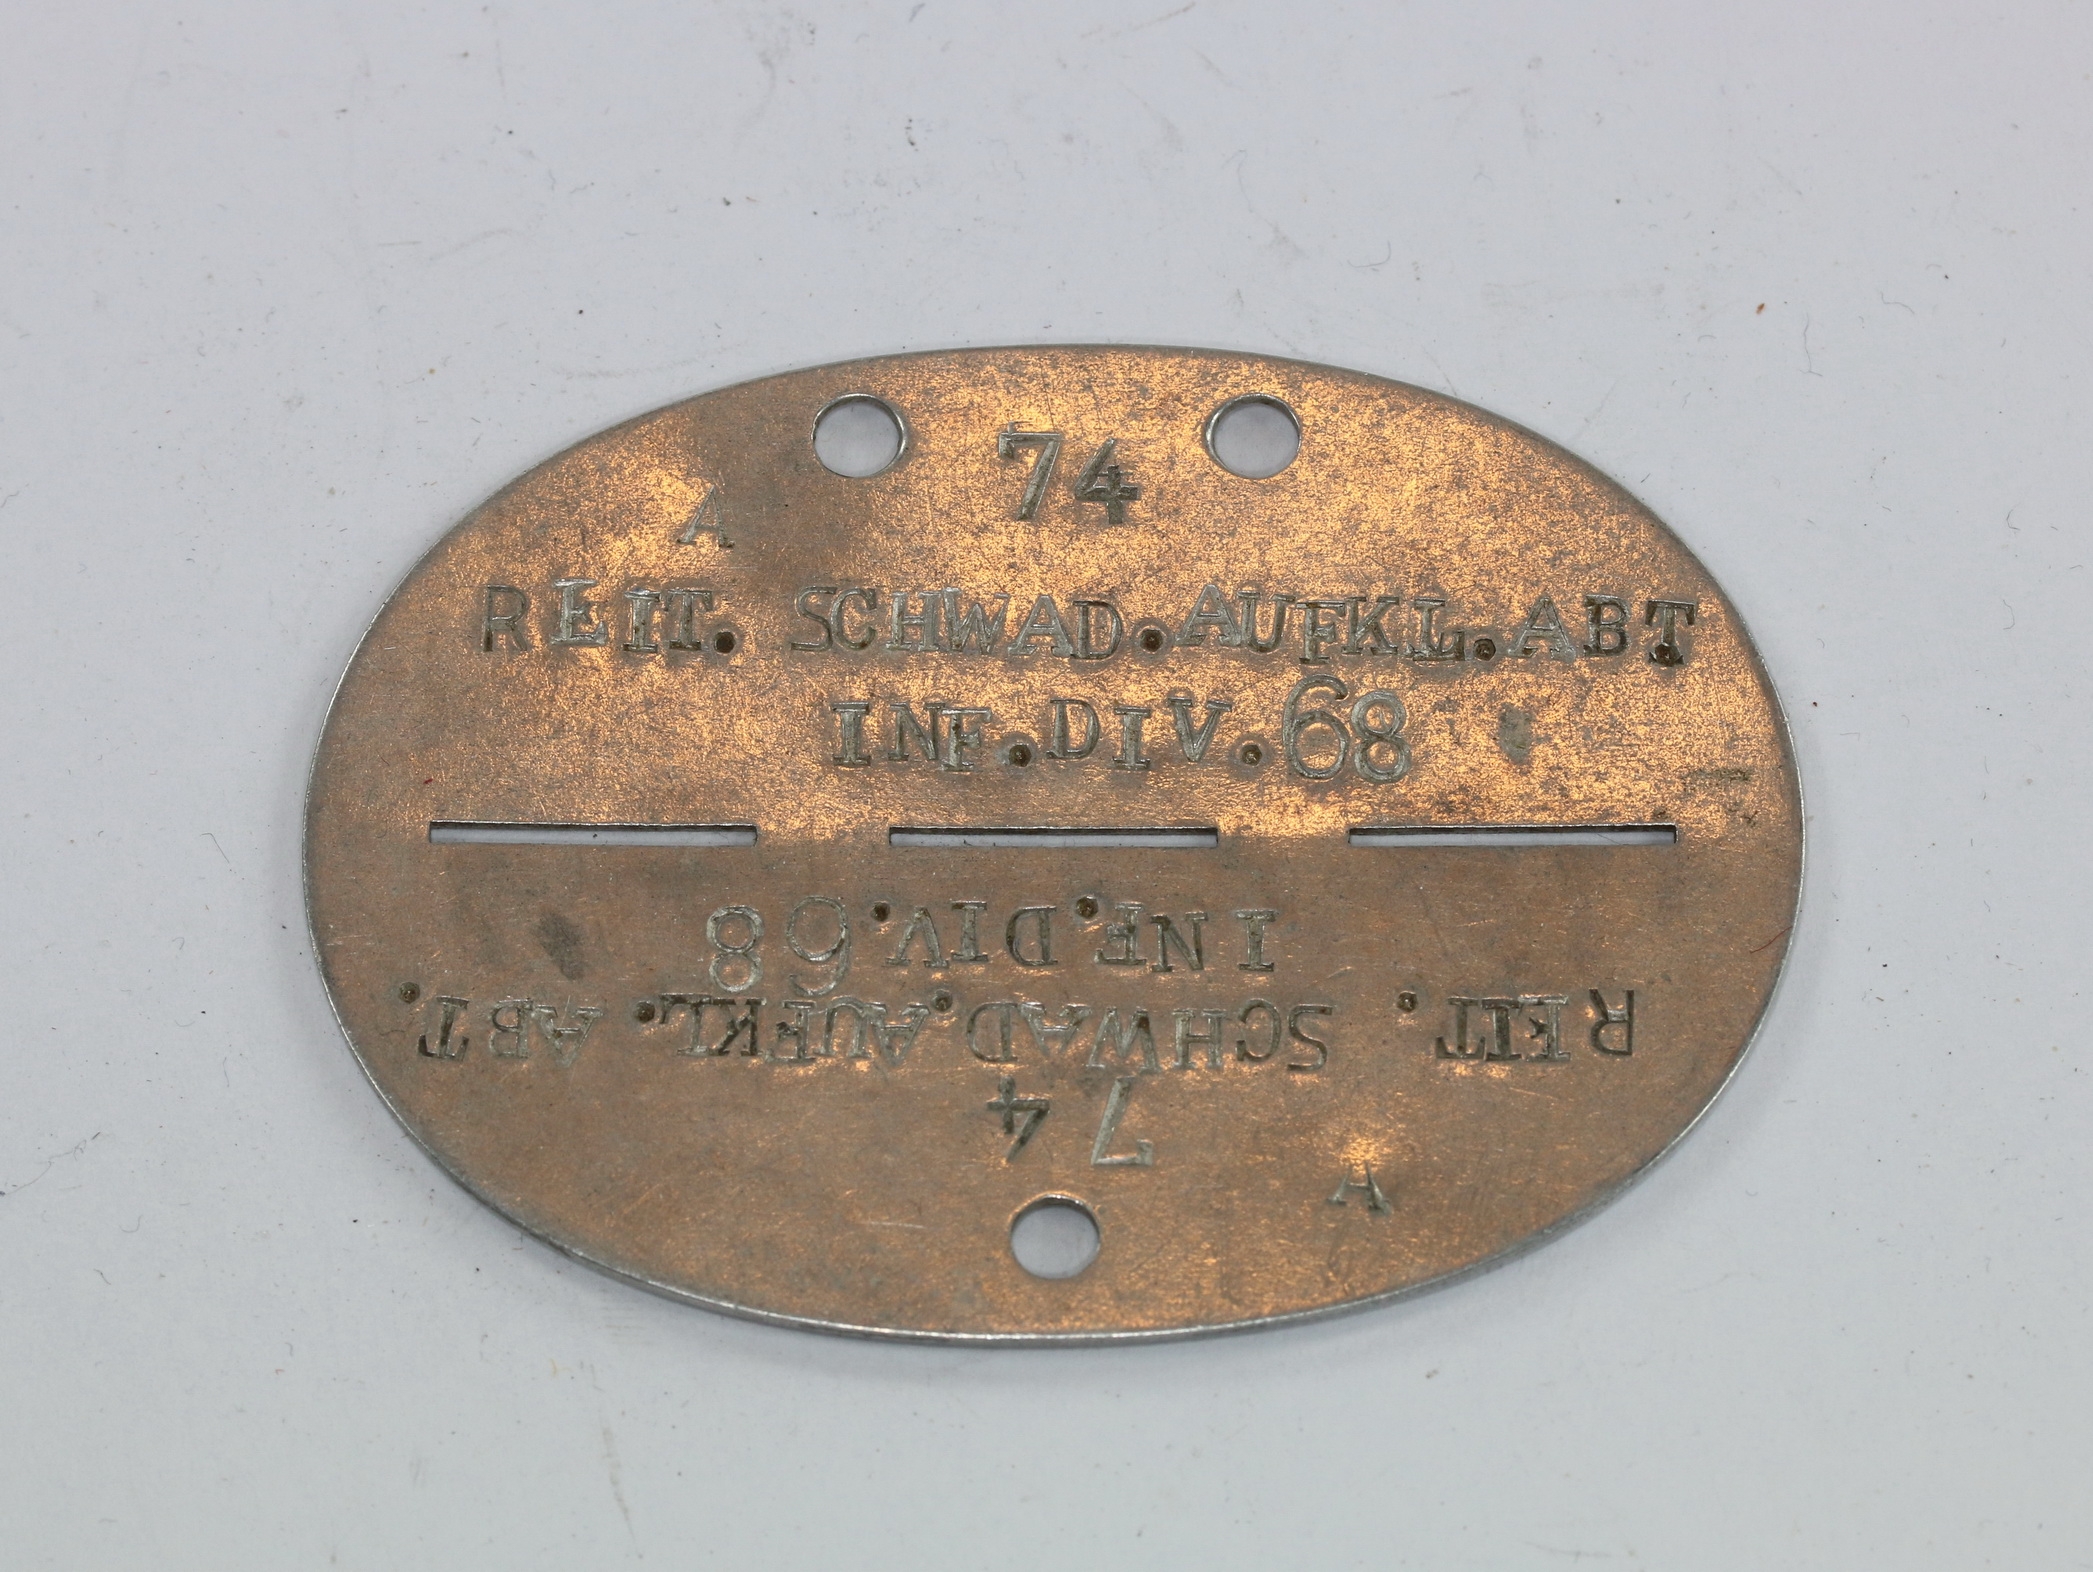 74
A
REIT. SCHWAD. AUFKL. ABT
INF. DIV. 68
A
74
REIT. SCHWAD. AUFKL. ABT.
INF. DIV. 68